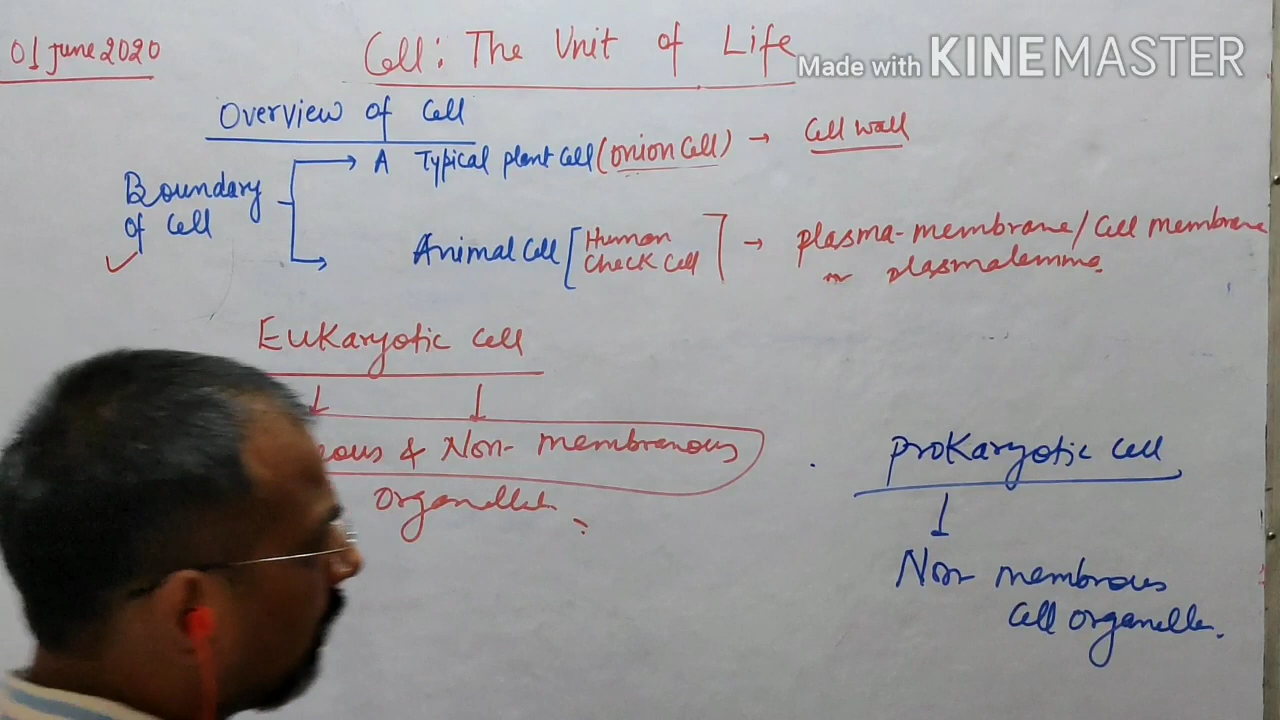 01 June 2020
Cell: The Unit of Life
Made with KINEMASTER
Overview of Cell
Boundary of Cell
A Typical plant cell (onion cell) → Cell wall
Animal Cell [Human Check Cell] → plasma-membrane/Cell membrane
or plasmalemma.
Eukaryotic Cell
eous & Non-membranous
organelles
Prokaryotic Cell
Non membrous
Cell organelles.